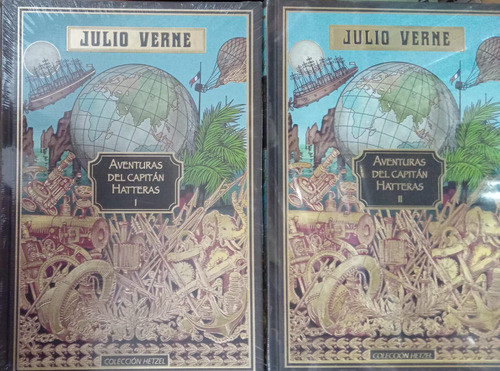 JULIO VERNE
AVENTURAS
DEL CAPITÁN
HATTERAS
I
COLECCIÓN HETZEL
JULIO VERNE
AVENTURAS
DEL CAPITÁN
HATTERAS
II
COLECCIÓN HETZEL